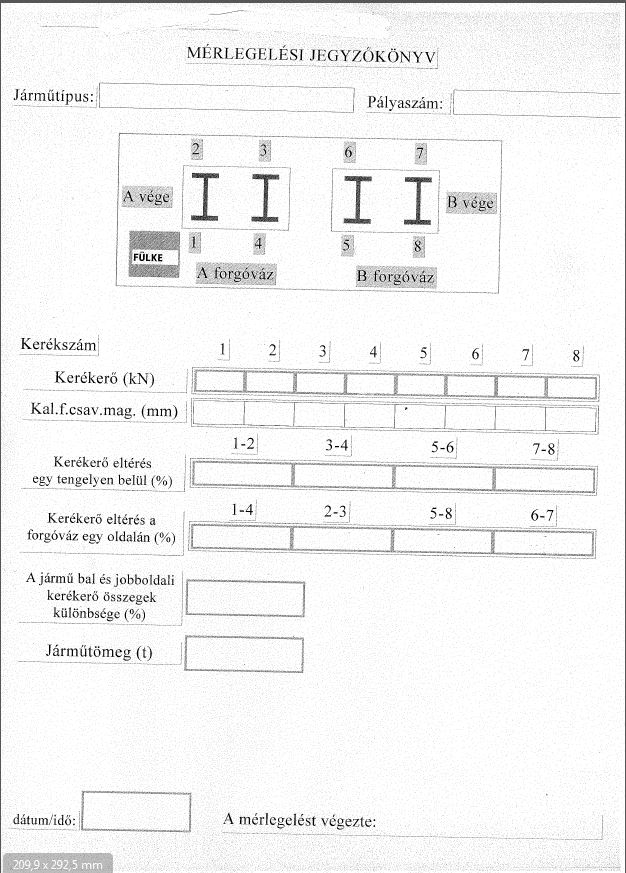 MÉRLEGELÉSI JEGYZŐKÖNYV
Járműtípus:
Pályaszám:
2 3 6 7
A vége
B vége
1 4 5 8
FÜLKE
A forgóváz
B forgóváz
Kerékszám
1 2 3 4 5 6 7 8
Kerékerő (kN)
Kal.f.csav.mag. (mm)
1-2 3-4 5-6 7-8
Kerékerő eltérés
egy tengelyen belül (%)
1-4 2-3 5-8 6-7
Kerékerő eltérés a
forgóváz egy oldalán (%)
A jármű bal és jobboldali
kerékerő összegek
különbsége (%)
Járműtömeg (t)
dátum/idő:
A mérlegelést végezte:
209,9 x 292,5 mm